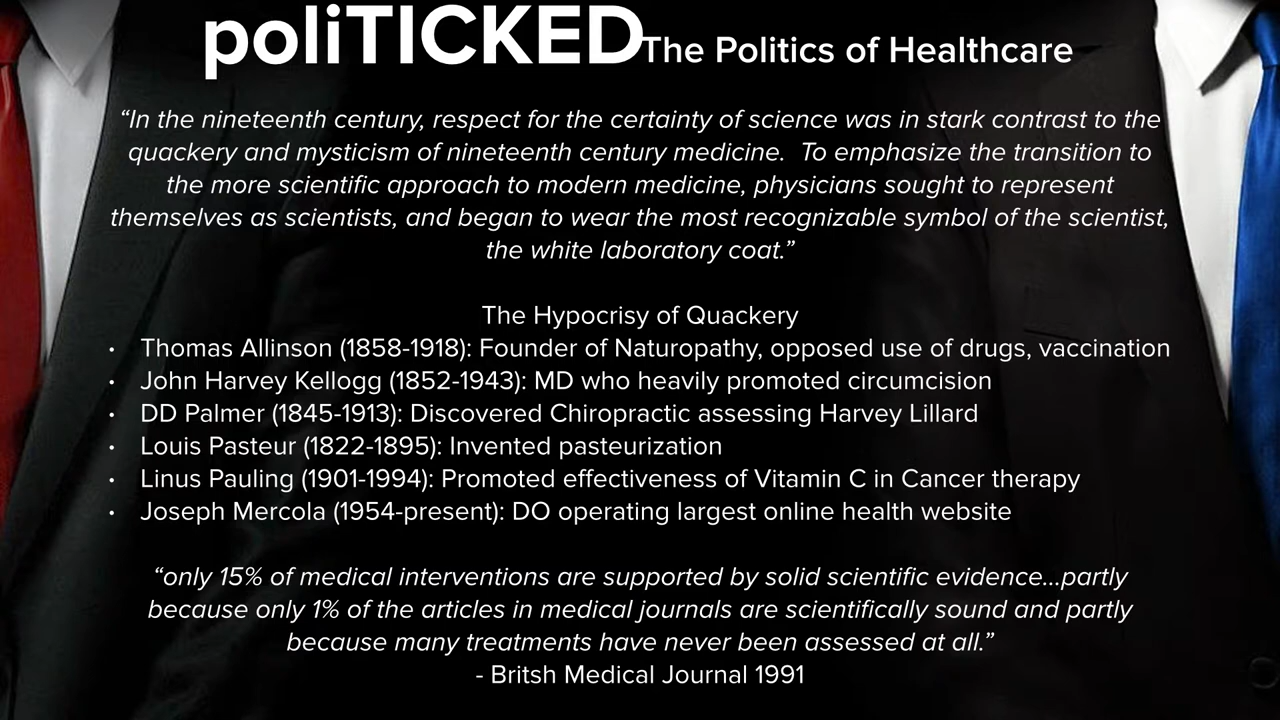 poliTICKED The Politics of Healthcare
“In the nineteenth century, respect for the certainty of science was in stark contrast to the
quackery and mysticism of nineteenth century medicine.  To emphasize the transition to
the more scientific approach to modern medicine, physicians sought to represent
themselves as scientists, and began to wear the most recognizable symbol of the scientist,
the white laboratory coat.”
The Hypocrisy of Quackery
• Thomas Allinson (1858-1918): Founder of Naturopathy, opposed use of drugs, vaccination
• John Harvey Kellogg (1852-1943): MD who heavily promoted circumcision
• DD Palmer (1845-1913): Discovered Chiropractic assessing Harvey Lillard
• Louis Pasteur (1822-1895): Invented pasteurization
• Linus Pauling (1901-1994): Promoted effectiveness of Vitamin C in Cancer therapy
• Joseph Mercola (1954-present): DO operating largest online health website
“only 15% of medical interventions are supported by solid scientific evidence...partly
because only 1% of the articles in medical journals are scientifically sound and partly
because many treatments have never been assessed at all.”
- Britsh Medical Journal 1991